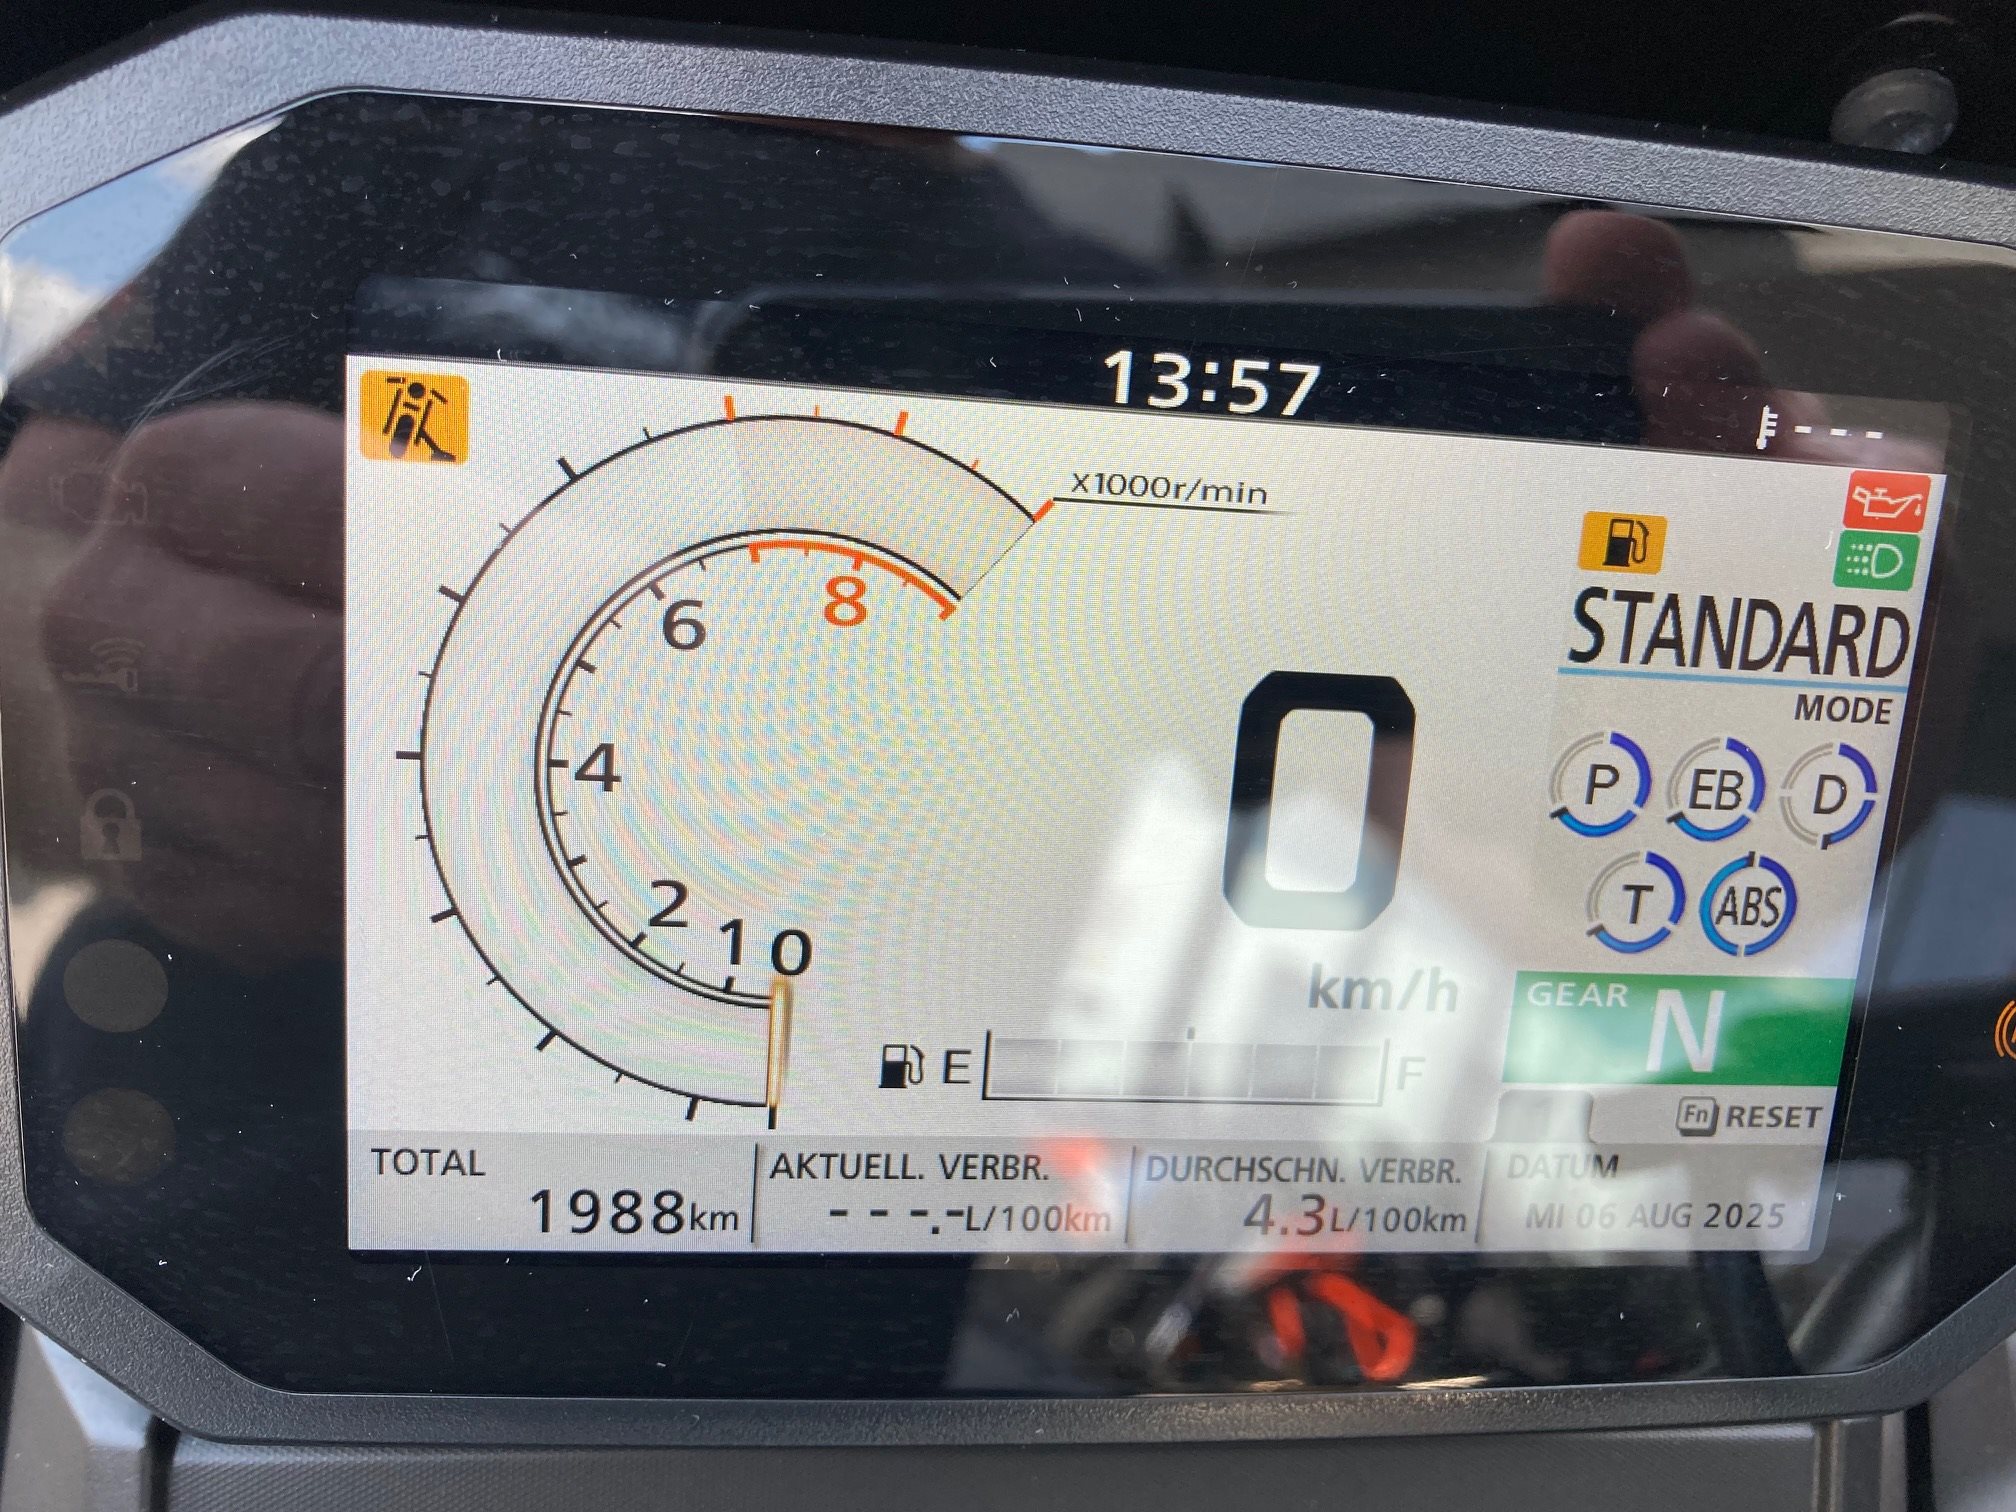 13:57
- - -
x1000r/min
8
6
4
2
1
0
0
km/h
E
F
STANDARD
MODE
P EB D
T ABS
GEAR N
Fn RESET
TOTAL
1988km
AKTUELL. VERBR.
- - -.-L/100km
DURCHSCHN. VERBR.
4.3L/100km
DATUM
MI 06 AUG 2025